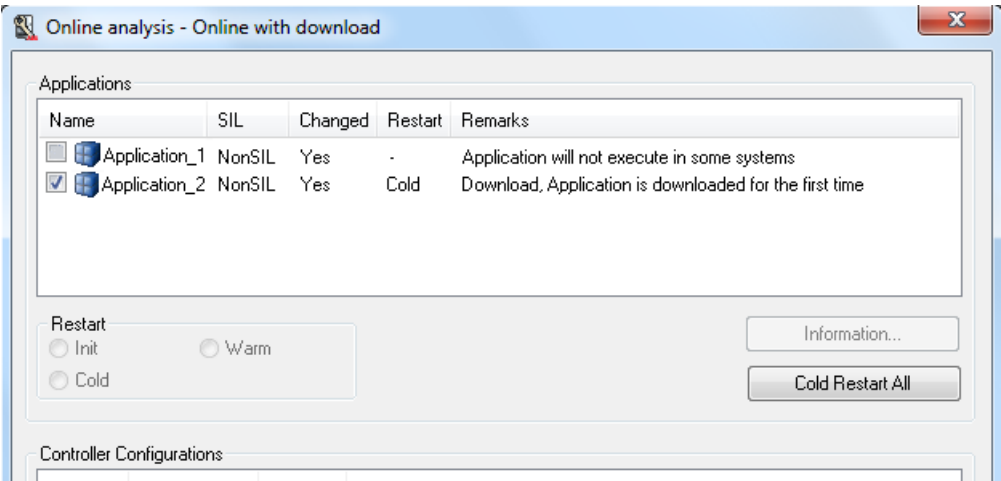 Online analysis - Online with download
Applications
Name SIL Changed Restart Remarks
Application_1 NonSIL Yes - Application will not execute in some systems
Application_2 NonSIL Yes Cold Download, Application is downloaded for the first time
Restart
Init Warm
Cold
Information...
Cold Restart All
Controller Configurations